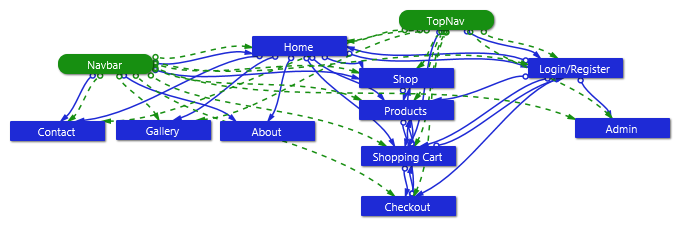 TopNav
Home
Navbar
Login/Register
Shop
Products
Contact
Gallery
About
Admin
Shopping Cart
Checkout